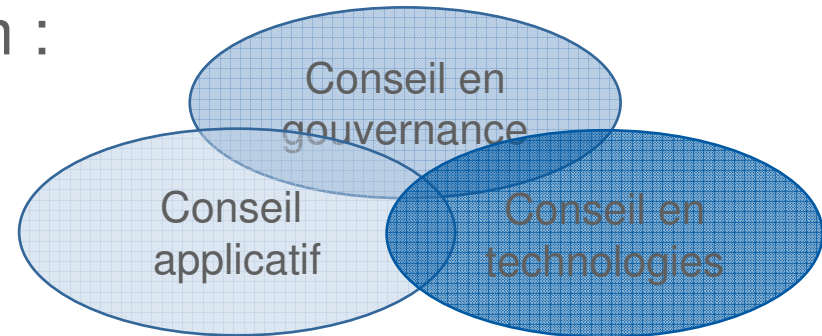 n :
Conseil en
gouvernance
Conseil
applicatif
Conseil en
technologies